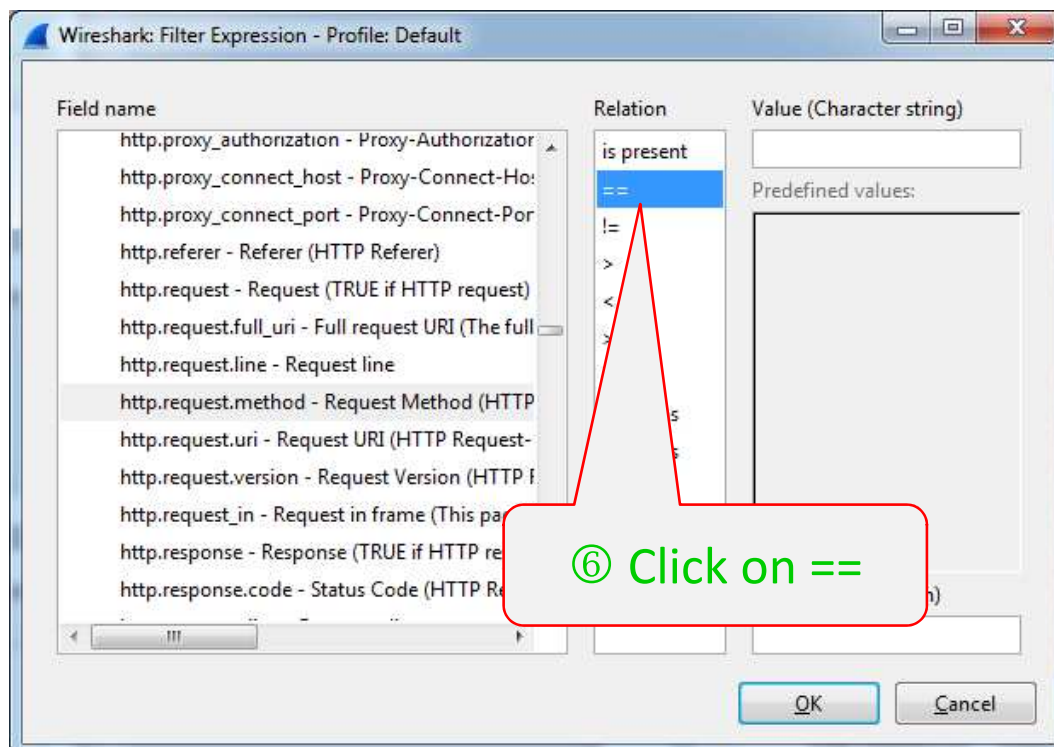 Wireshark: Filter Expression - Profile: Default
Field name
http.proxy_authorization - Proxy-Authorization
http.proxy_connect_host - Proxy-Connect-Hos
http.proxy_connect_port - Proxy-Connect-Por
http.referer - Referer (HTTP Referer)
http.request - Request (TRUE if HTTP request)
http.request.full_uri - Full request URI (The full
http.request.line - Request line
http.request.method - Request Method (HTTP
http.request.uri - Request URI (HTTP Request-
http.request.version - Request Version (HTTP
http.request_in - Request in frame (This pa
http.response - Response (TRUE if HTTP re
http.response.code - Status Code (HTTP Re
Relation
is present
==
!=
>
<
>
s
s
Value (Character string)
Predefined values:
⑥ Click on ==
)
OK
Cancel